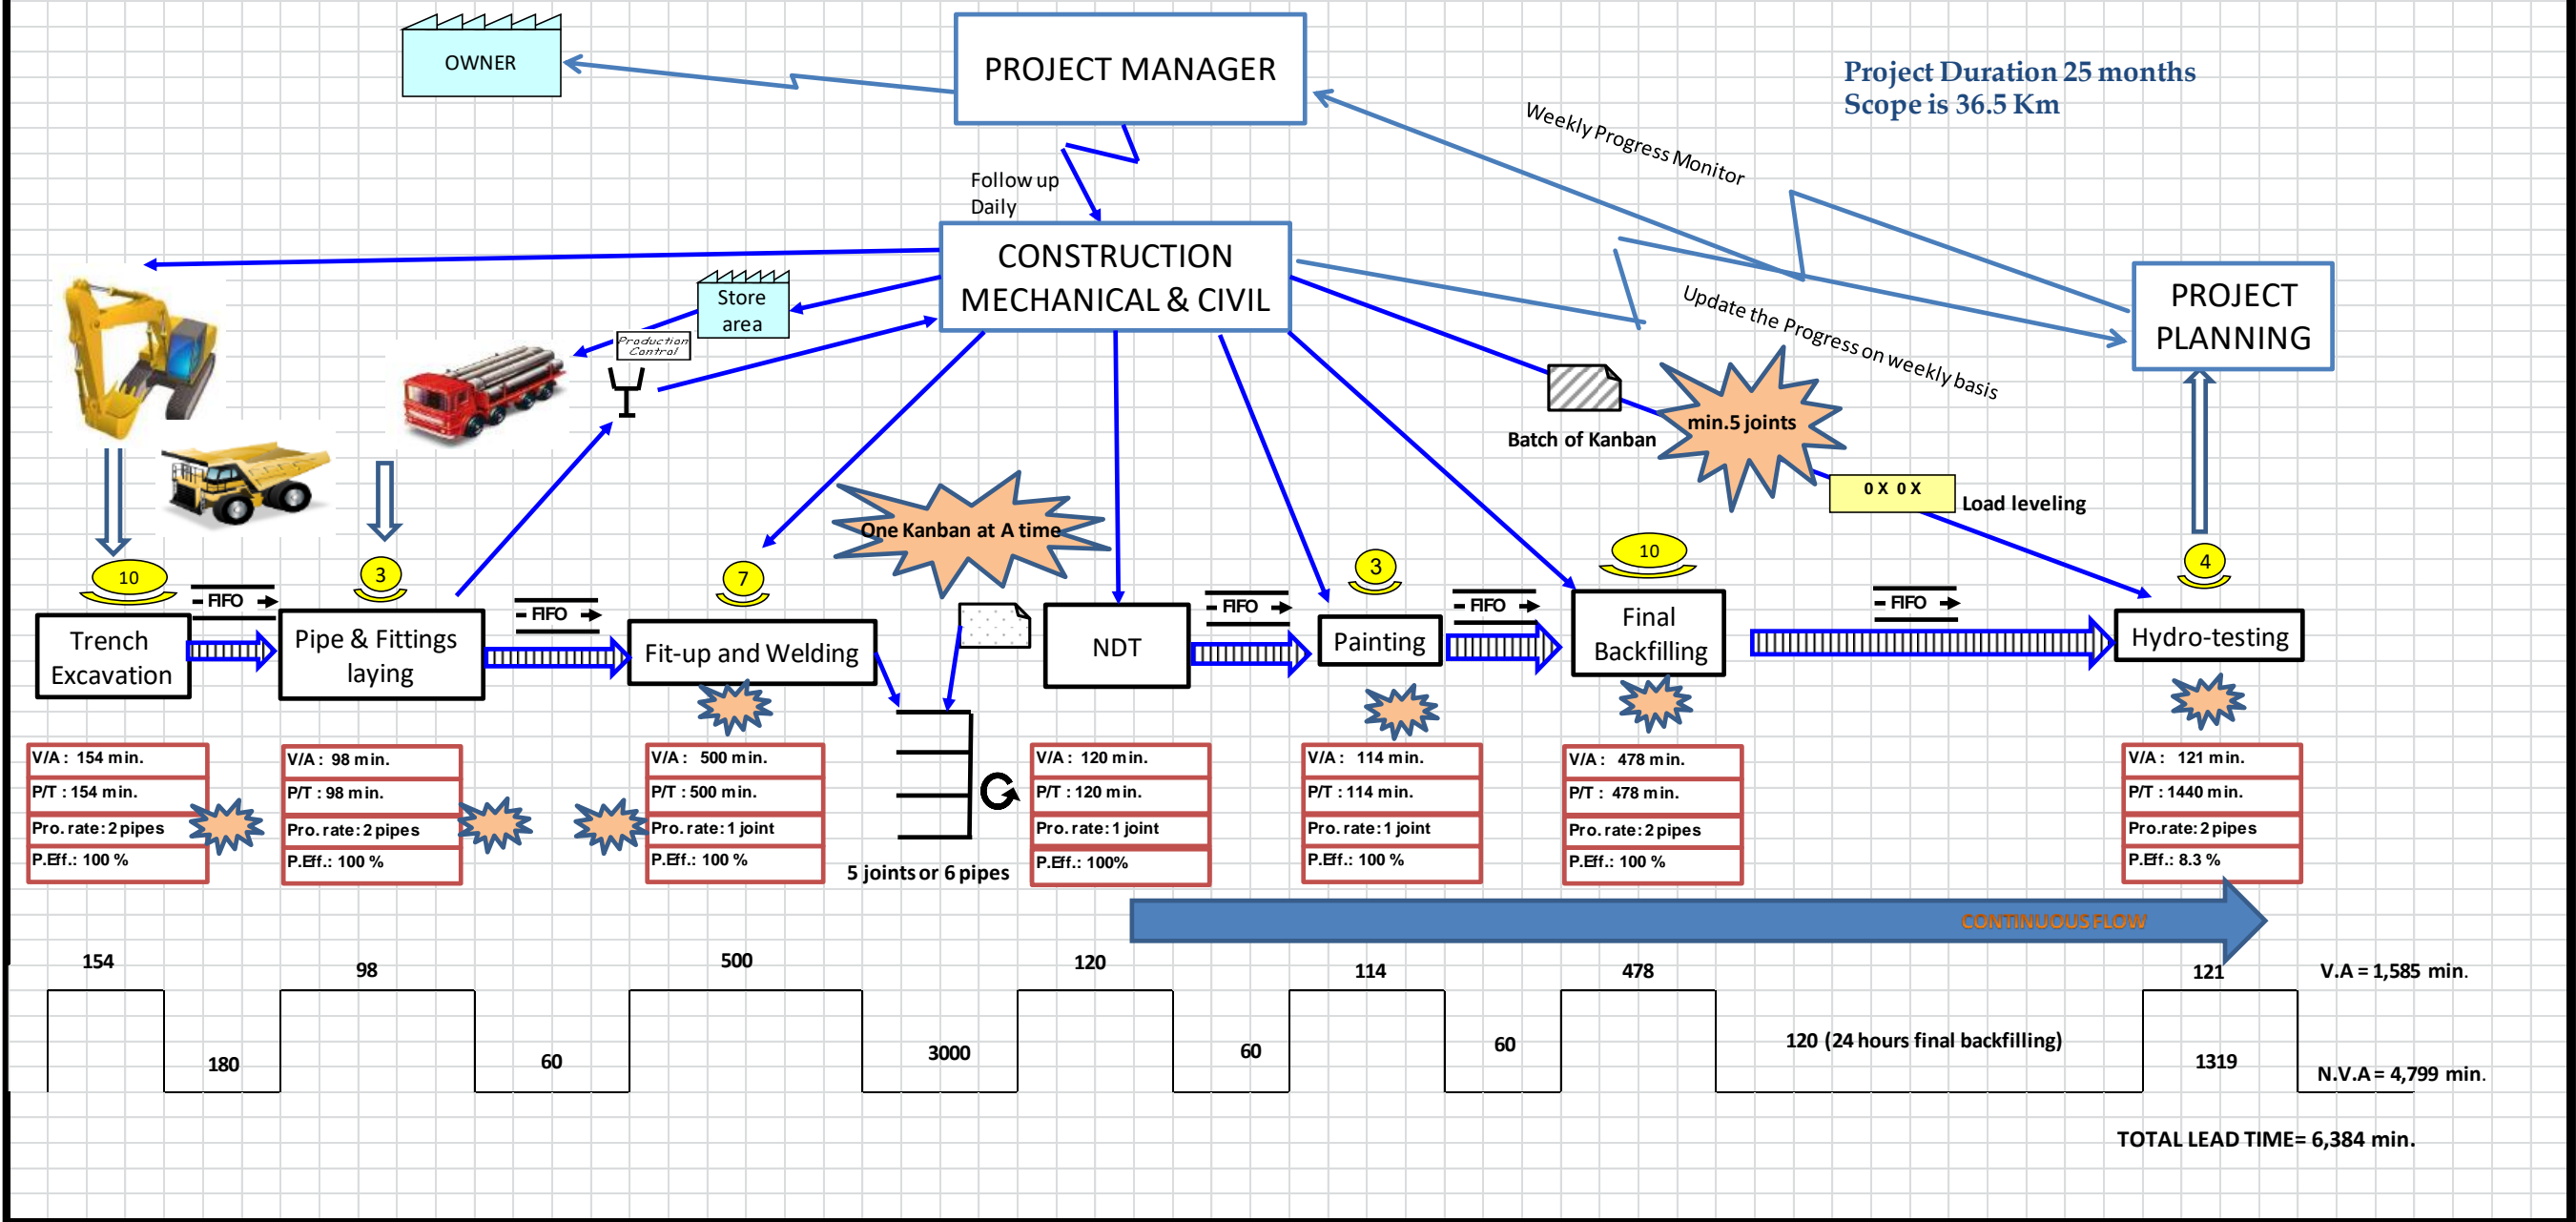 OWNER
PROJECT MANAGER
Project Duration 25 months
Scope is 36.5 Km
Weekly Progress Monitor
Follow up
Daily
CONSTRUCTION
MECHANICAL & CIVIL
Store
area
Production
Control
Update the Progress on weekly basis
PROJECT
PLANNING
Batch of Kanban
min.5 joints
0 X 0 X
Load leveling
One Kanban at A time
10
3
7
3
10
4
FIFO
FIFO
FIFO
FIFO
FIFO
Trench
Excavation
Pipe & Fittings
laying
Fit-up and Welding
NDT
Painting
Final
Backfilling
Hydro-testing
V/A : 154 min.
P/T : 154 min.
Pro. rate: 2 pipes
P.Eff.: 100 %
V/A : 98 min.
P/T : 98 min.
Pro. rate: 2 pipes
P.Eff.: 100 %
V/A : 500 min.
P/T : 500 min.
Pro. rate: 1 joint
P.Eff.: 100 %
5 joints or 6 pipes
V/A : 120 min.
P/T : 120 min.
Pro. rate: 1 joint
P.Eff.: 100%
V/A : 114 min.
P/T : 114 min.
Pro. rate: 1 joint
P.Eff.: 100 %
V/A : 478 min.
P/T : 478 min.
Pro. rate: 2 pipes
P.Eff.: 100 %
V/A : 121 min.
P/T : 1440 min.
Pro.rate: 2 pipes
P.Eff.: 8.3 %
CONTINUOUS FLOW
154
98
500
120
114
478
121
V.A = 1,585 min.
180
60
3000
60
60
120 (24 hours final backfilling)
1319
N.V.A = 4,799 min.
TOTAL LEAD TIME= 6,384 min.